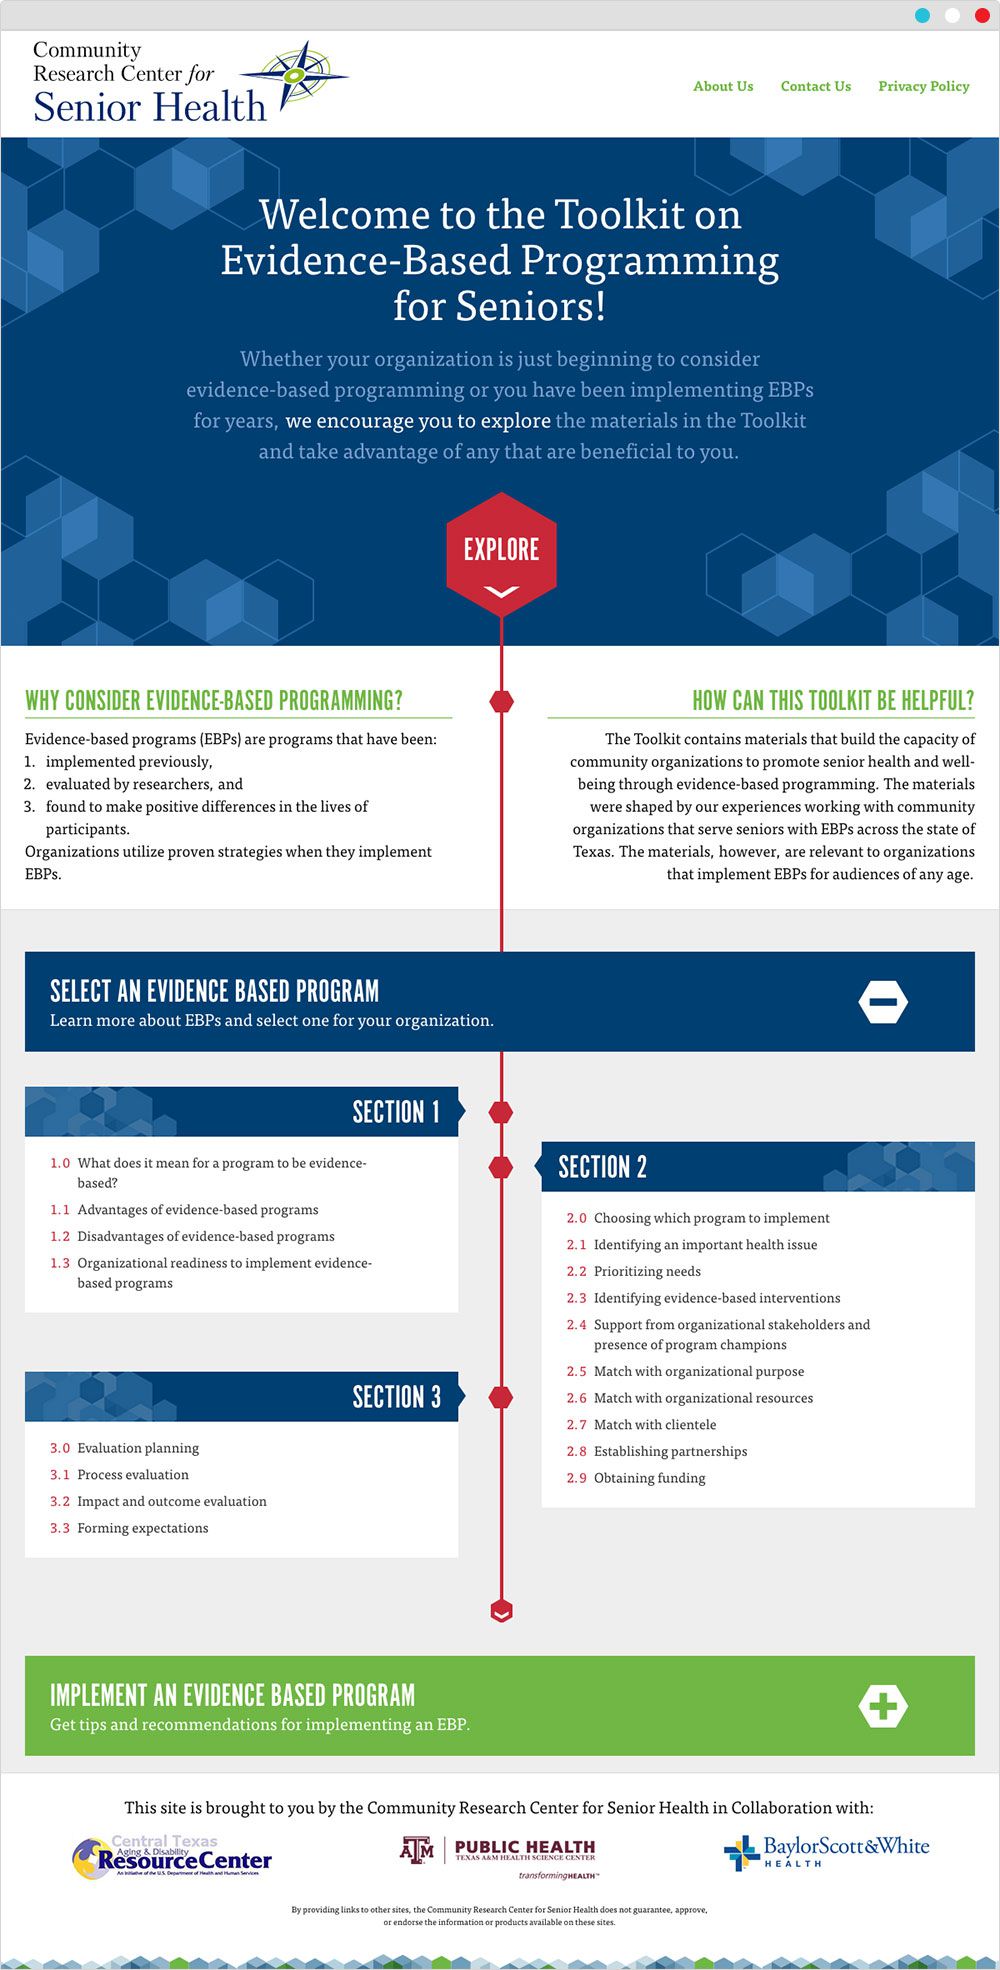 Community
Research Center for
Senior Health
About Us
Contact Us
Privacy Policy
Welcome to the Toolkit on
Evidence-Based Programming
for Seniors!
Whether your organization is just beginning to consider
evidence-based programming or you have been implementing EBPs
for years, we encourage you to explore the materials in the Toolkit
and take advantage of any that are beneficial to you.
EXPLORE
WHY CONSIDER EVIDENCE-BASED PROGRAMMING?
Evidence-based programs (EBPs) are programs that have been:
1. implemented previously,
2. evaluated by researchers, and
3. found to make positive differences in the lives of
participants.
Organizations utilize proven strategies when they implement
EBPs.
HOW CAN THIS TOOLKIT BE HELPFUL?
The Toolkit contains materials that build the capacity of
community organizations to promote senior health and well-
being through evidence-based programming. The materials
were shaped by our experiences working with community
organizations that serve seniors with EBPs across the state of
Texas. The materials, however, are relevant to organizations
that implement EBPs for audiences of any age.
SELECT AN EVIDENCE BASED PROGRAM
Learn more about EBPs and select one for your organization.
SECTION 1
1.0 What does it mean for a program to be evidence-
based?
1.1 Advantages of evidence-based programs
1.2 Disadvantages of evidence-based programs
1.3 Organizational readiness to implement evidence-
based programs
SECTION 2
2.0 Choosing which program to implement
2.1 Identifying an important health issue
2.2 Prioritizing needs
2.3 Identifying evidence-based interventions
2.4 Support from organizational stakeholders and
presence of program champions
2.5 Match with organizational purpose
2.6 Match with organizational resources
2.7 Match with clientele
2.8 Establishing partnerships
2.9 Obtaining funding
SECTION 3
3.0 Evaluation planning
3.1 Process evaluation
3.2 Impact and outcome evaluation
3.3 Forming expectations
IMPLEMENT AN EVIDENCE BASED PROGRAM
Get tips and recommendations for implementing an EBP.
This site is brought to you by the Community Research Center for Senior Health in Collaboration with:
Central Texas
Aging & Disability
ResourceCenter
An Initiative of the U.S. Department of Health and Human Services
ATM
PUBLIC HEALTH
TEXAS A&M HEALTH SCIENCE CENTER
transformingHEALTH™
BaylorScott&White
HEALTH
By providing links to other sites, the Community Research Center for Senior Health does not guarantee, approve,
or endorse the information or products available on these sites.